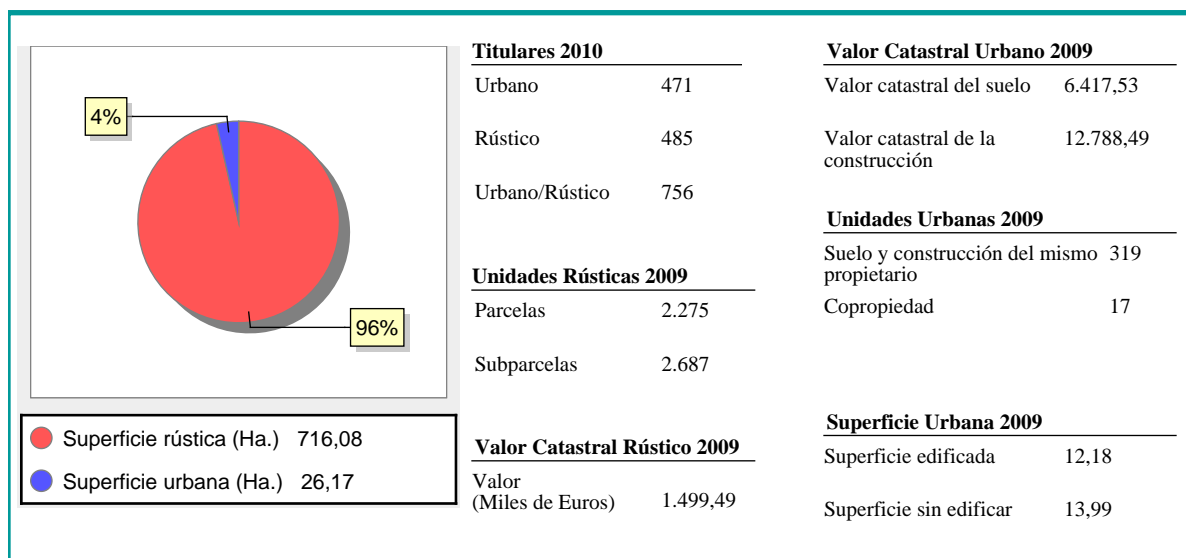 4%
96%
Superficie rústica (Ha.) 716,08
Superficie urbana (Ha.) 26,17
Titulares 2010
Urbano 471
Rústico 485
Urbano/Rústico 756
Unidades Rústicas 2009
Parcelas 2.275
Subparcelas 2.687
Valor Catastral Rústico 2009
Valor
(Miles de Euros) 1.499,49
Valor Catastral Urbano 2009
Valor catastral del suelo 6.417,53
Valor catastral de la 12.788,49
construcción
Unidades Urbanas 2009
Suelo y construcción del mismo 319
propietario
Copropiedad 17
Superficie Urbana 2009
Superficie edificada 12,18
Superficie sin edificar 13,99